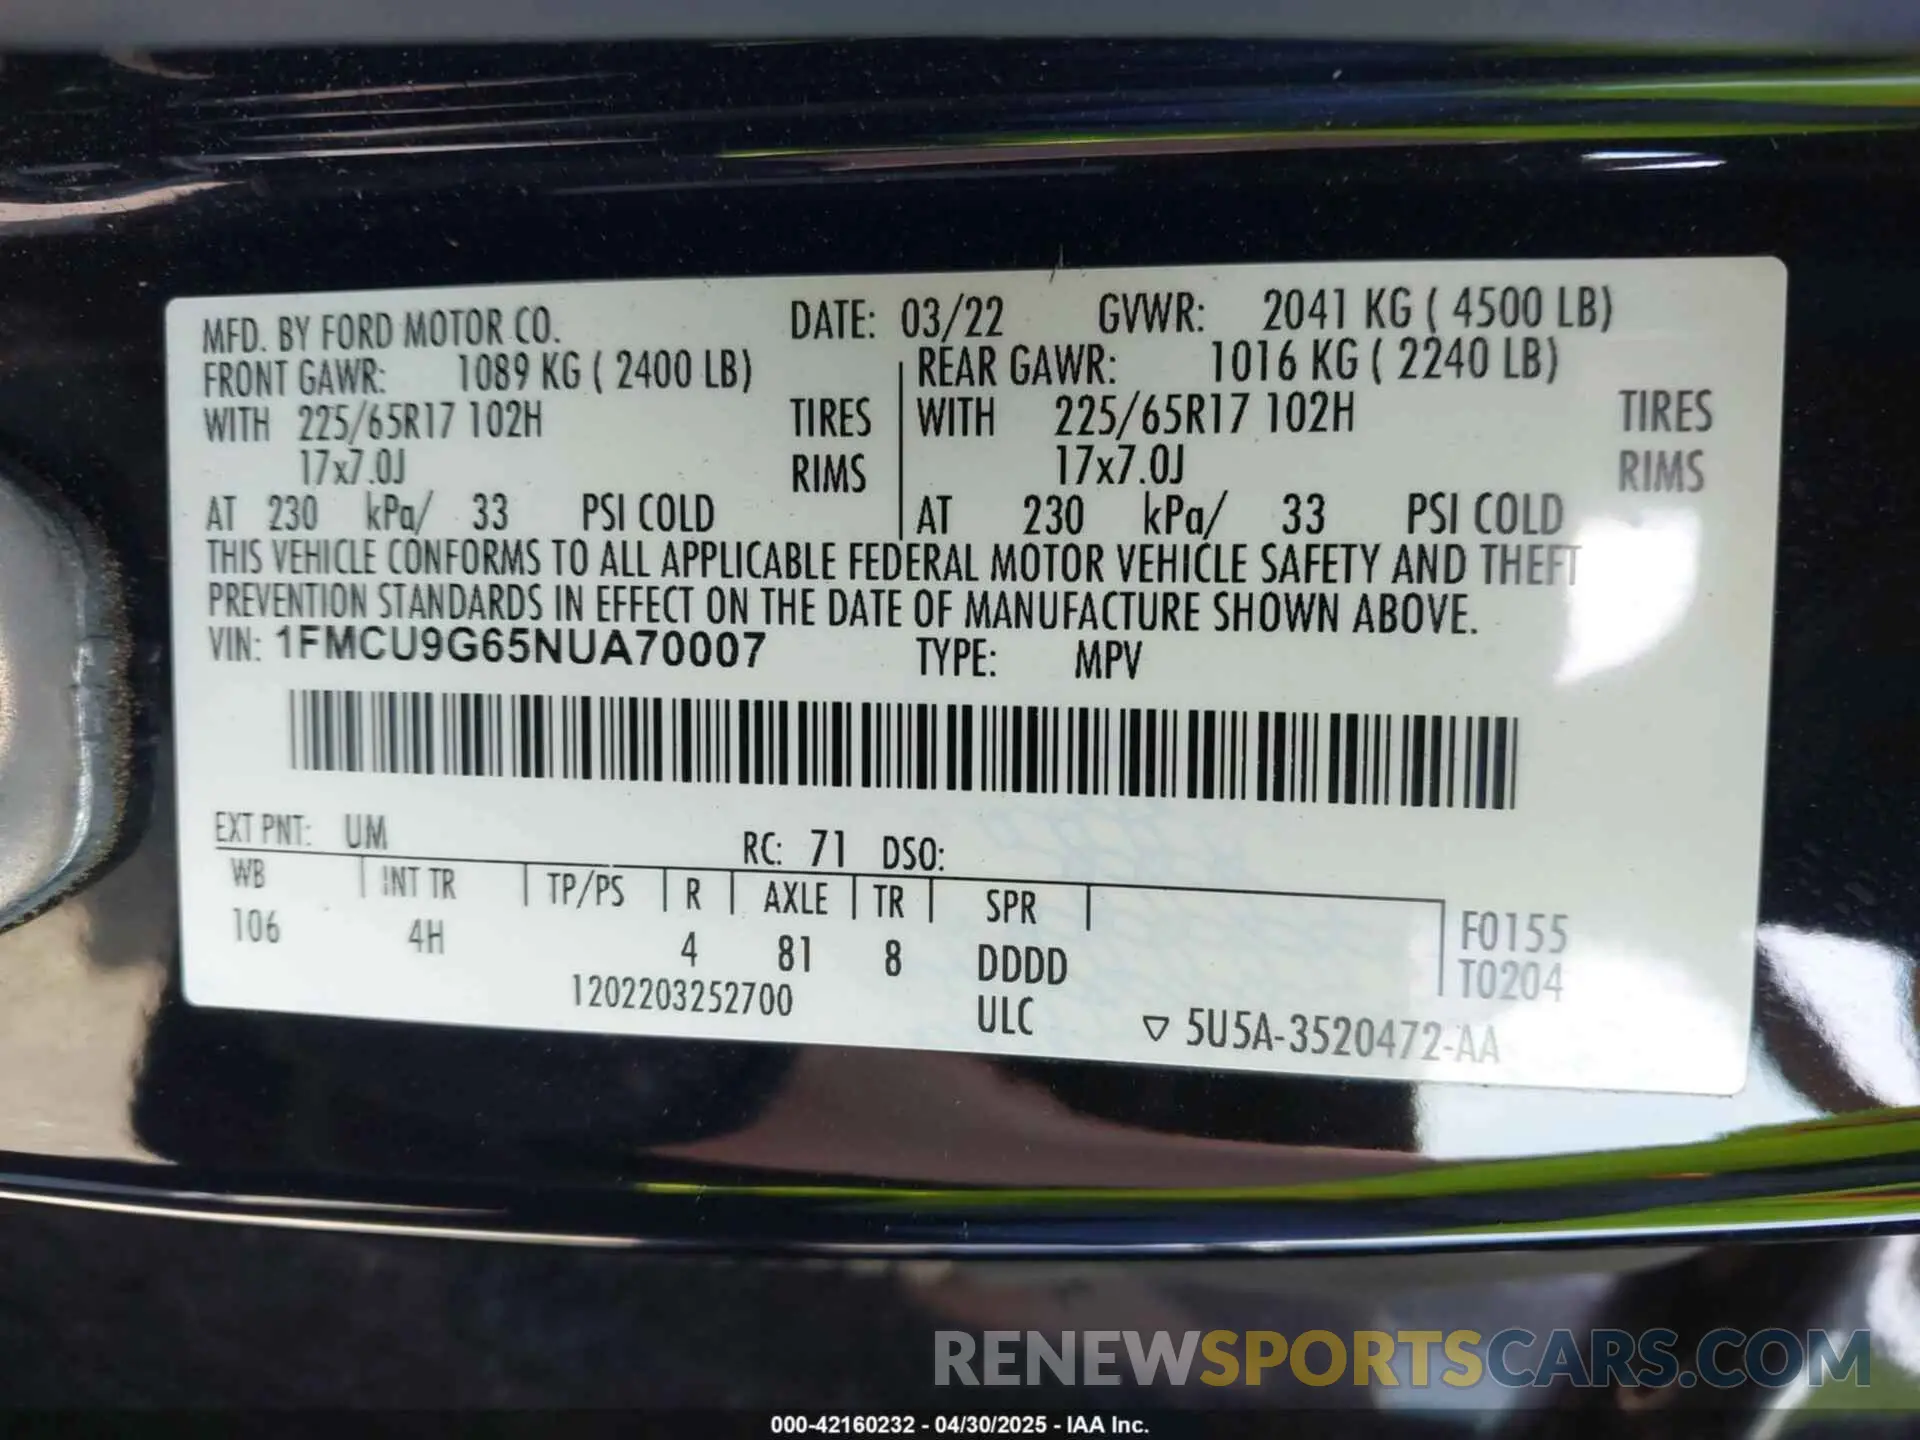 MFD. BY FORD MOTOR CO. DATE: 03/22 GVWR: 2041 KG ( 4500 LB)
FRONT GAWR: 1089 KG ( 2400 LB) REAR GAWR: 1016 KG ( 2240 LB)
WITH 225/65R17 102H TIRES WITH 225/65R17 102H TIRES
17x7.0J RIMS 17x7.0J RIMS
AT 230 kPa/ 33 PSI COLD AT 230 kPa/ 33 PSI COLD
THIS VEHICLE CONFORMS TO ALL APPLICABLE FEDERAL MOTOR VEHICLE SAFETY AND THEFT
PREVENTION STANDARDS IN EFFECT ON THE DATE OF MANUFACTURE SHOWN ABOVE.
VIN: 1FMCU9G65NUA70007 TYPE: MPV
EXT PNT: UM RC: 71 DSO:
WB INT TR TP/PS R AXLE TR SPR F0155
106 4H 4 81 8 DDDD T0204
1202203252700 ULC ▽ 5U5A-3520472-AA
RENEWSPORTSCARS.COM
000-42160232 - 04/30/2025 - IAA Inc.